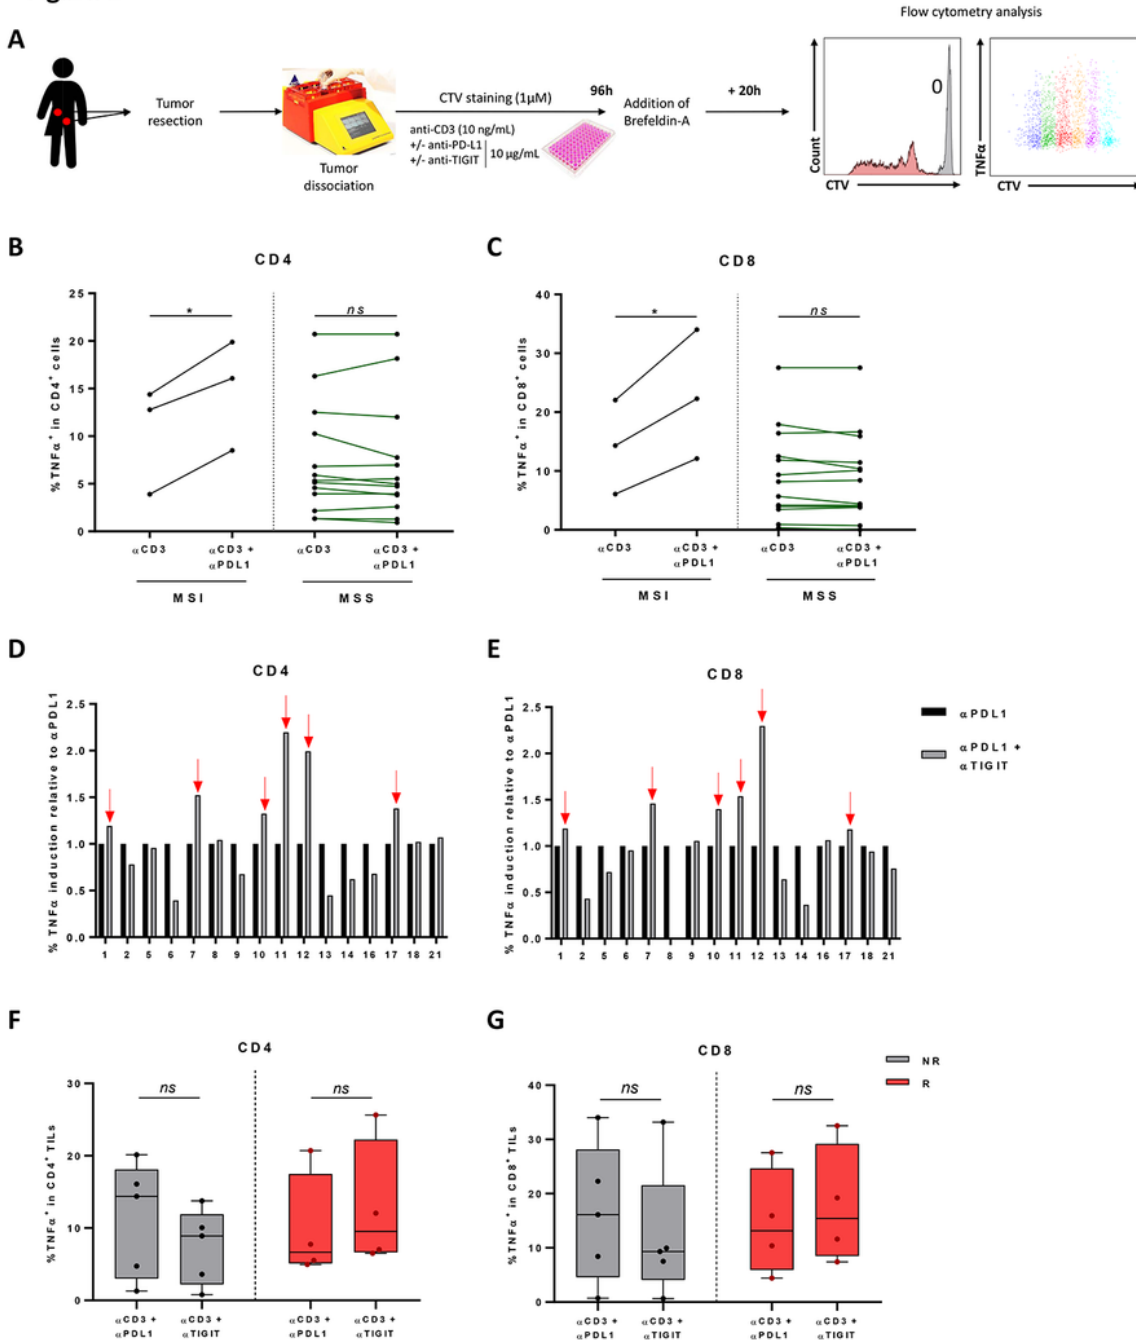 Flow cytometry analysis
A
Tumor
resection
Tumor
dissociation
CTV staining (1µM)
anti-CD3 (10 ng/mL)
+/- anti-PD-L1
+/- anti-TIGIT
10 µg/mL
96h
Addition of
Brefeldin-A
+ 20h
Count
0
CTV
TNFα
CTV
B
CD4
%TNFα⁺ in CD4⁺ cells
25
20
15
10
5
0
*
ns
αCD3
αCD3 +
αPDL1
αCD3
αCD3 +
αPDL1
MSI
MSS
C
CD8
%TNFα⁺ in CD8⁺ cells
40
30
20
10
0
*
ns
αCD3
αCD3 +
αPDL1
αCD3
αCD3 +
αPDL1
MSI
MSS
D
CD4
% TNFα induction relative to αPDL1
2.5
2.0
1.5
1.0
0.5
0.0
1 2 5 6 7 8 9 10 11 12 13 14 16 17 18 21
E
CD8
% TNFα induction relative to αPDL1
2.5
2.0
1.5
1.0
0.5
0.0
1 2 5 6 7 8 9 10 11 12 13 14 16 17 18 21
αPDL1
αPDL1 +
αTIGIT
F
CD4
%TNFα⁺ in CD4⁺ TILs
30
20
10
0
ns
ns
αCD3 +
αPDL1
αCD3 +
αTIGIT
αCD3 +
αPDL1
αCD3 +
αTIGIT
G
CD8
%TNFα⁺ in CD8⁺ TILs
40
30
20
10
0
ns
ns
αCD3 +
αPDL1
αCD3 +
αTIGIT
αCD3 +
αPDL1
αCD3 +
αTIGIT
NR
R